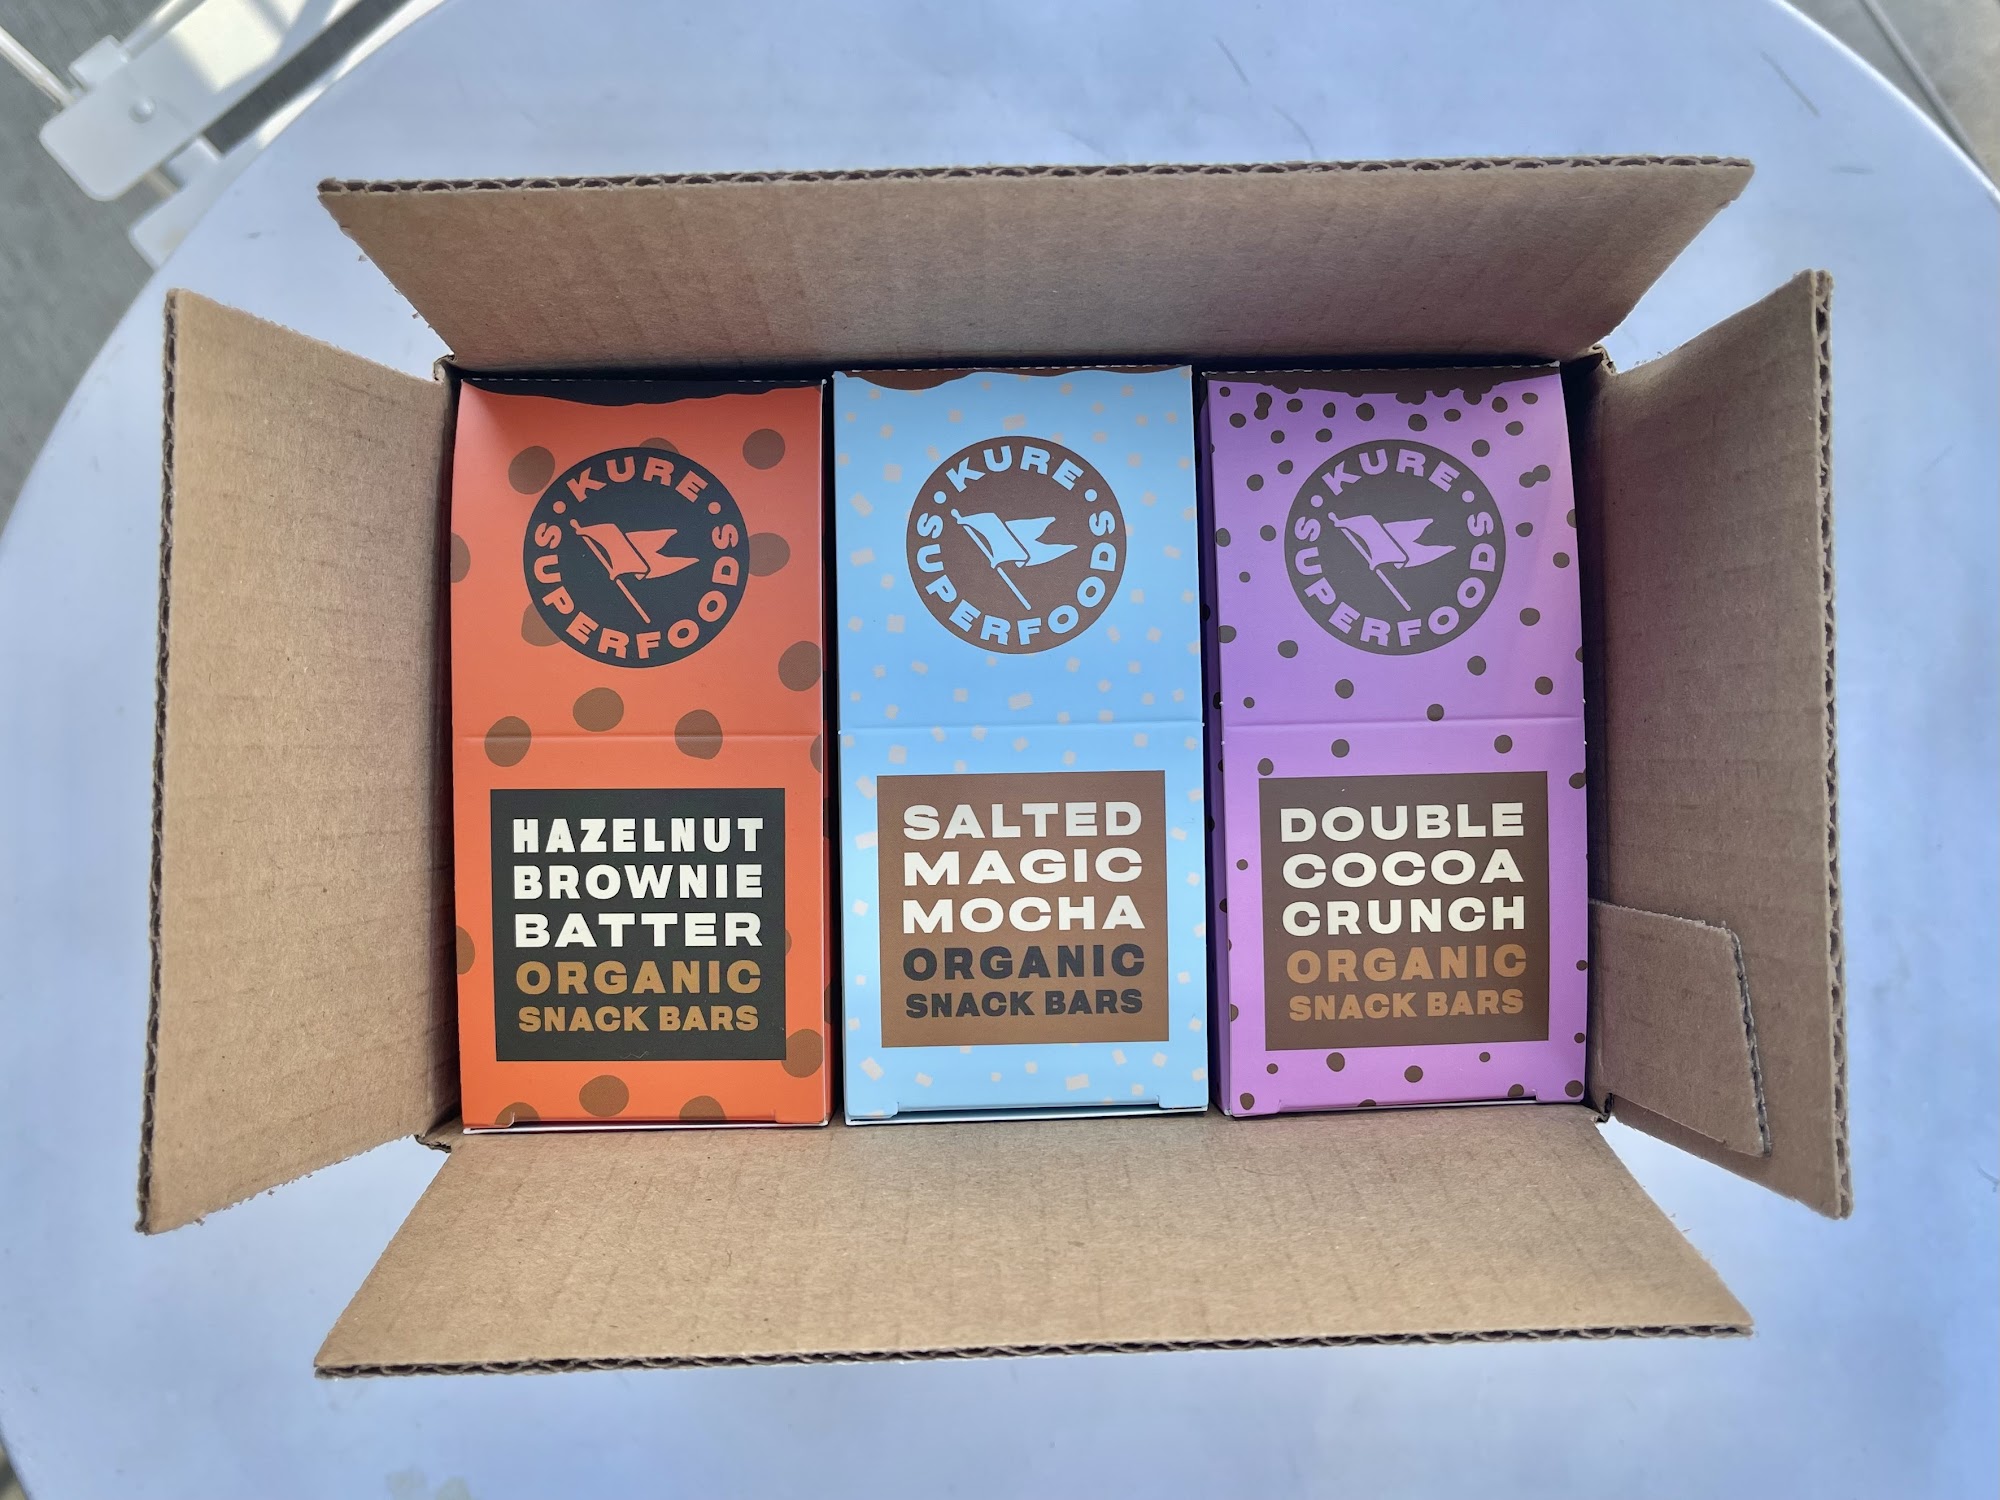 KURE
SUPERFOODS
HAZELNUT
BROWNIE
BATTER
ORGANIC
SNACK BARS
KURE
SUPERFOODS
SALTED
MAGIC
MOCHA
ORGANIC
SNACK BARS
KURE
SUPERFOODS
DOUBLE
COCOA
CRUNCH
ORGANIC
SNACK BARS